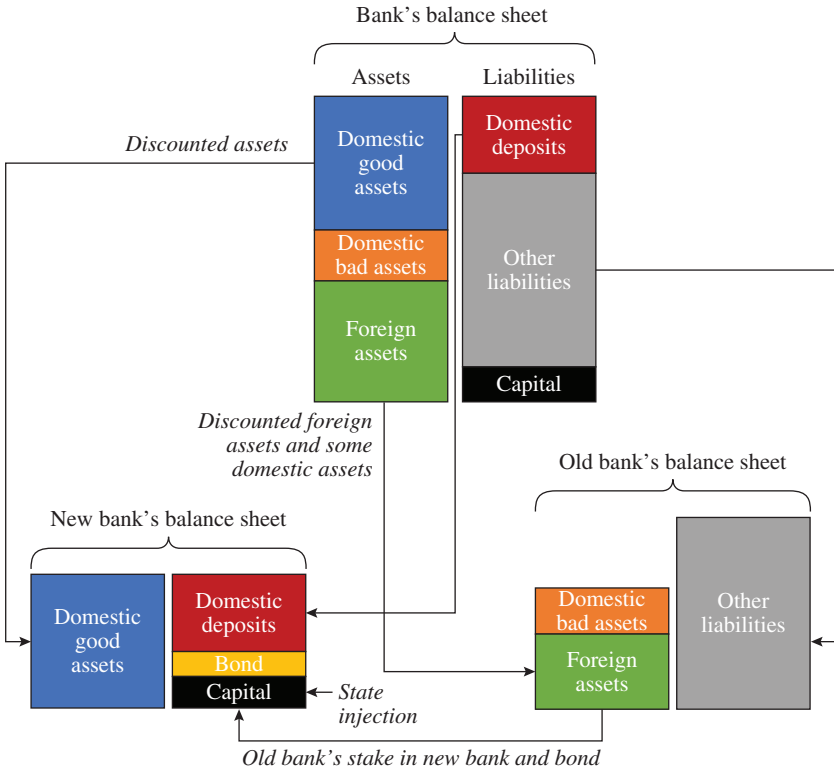 Bank’s balance sheet
Assets
Liabilities
Domestic
good
assets
Domestic
deposits
Discounted assets
Domestic
bad assets
Other
liabilities
Foreign
assets
Capital
Discounted foreign
assets and some
domestic assets
Old bank’s balance sheet
New bank’s balance sheet
Domestic
good
assets
Domestic
deposits
Bond
Capital
State
injection
Domestic
bad assets
Foreign
assets
Other
liabilities
Old bank’s stake in new bank and bond